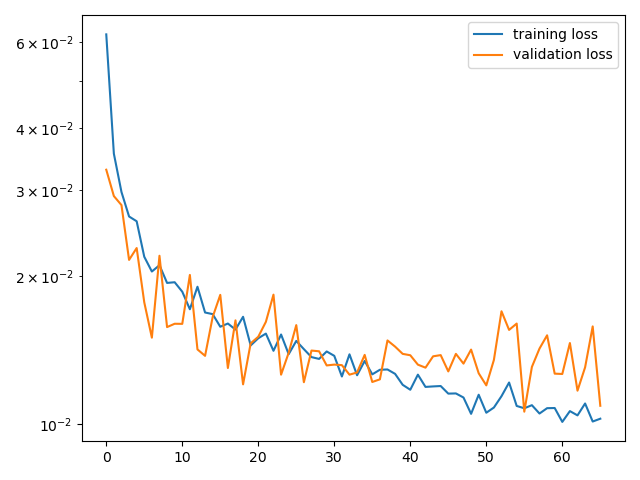 training loss
validation loss
6 × 10⁻²
4 × 10⁻²
3 × 10⁻²
2 × 10⁻²
10⁻²
0 10 20 30 40 50 60